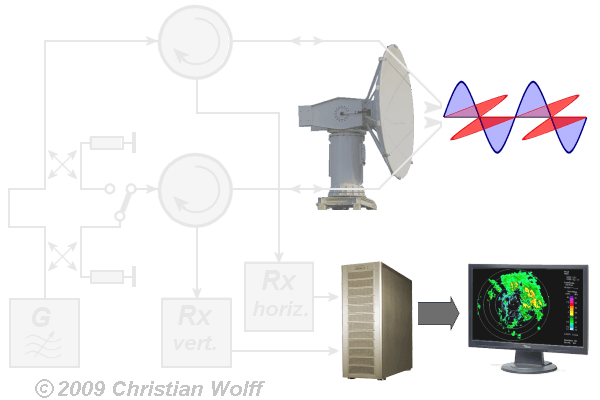 G
Rx
horiz.
Rx
vert.
© 2009 Christian Wolff